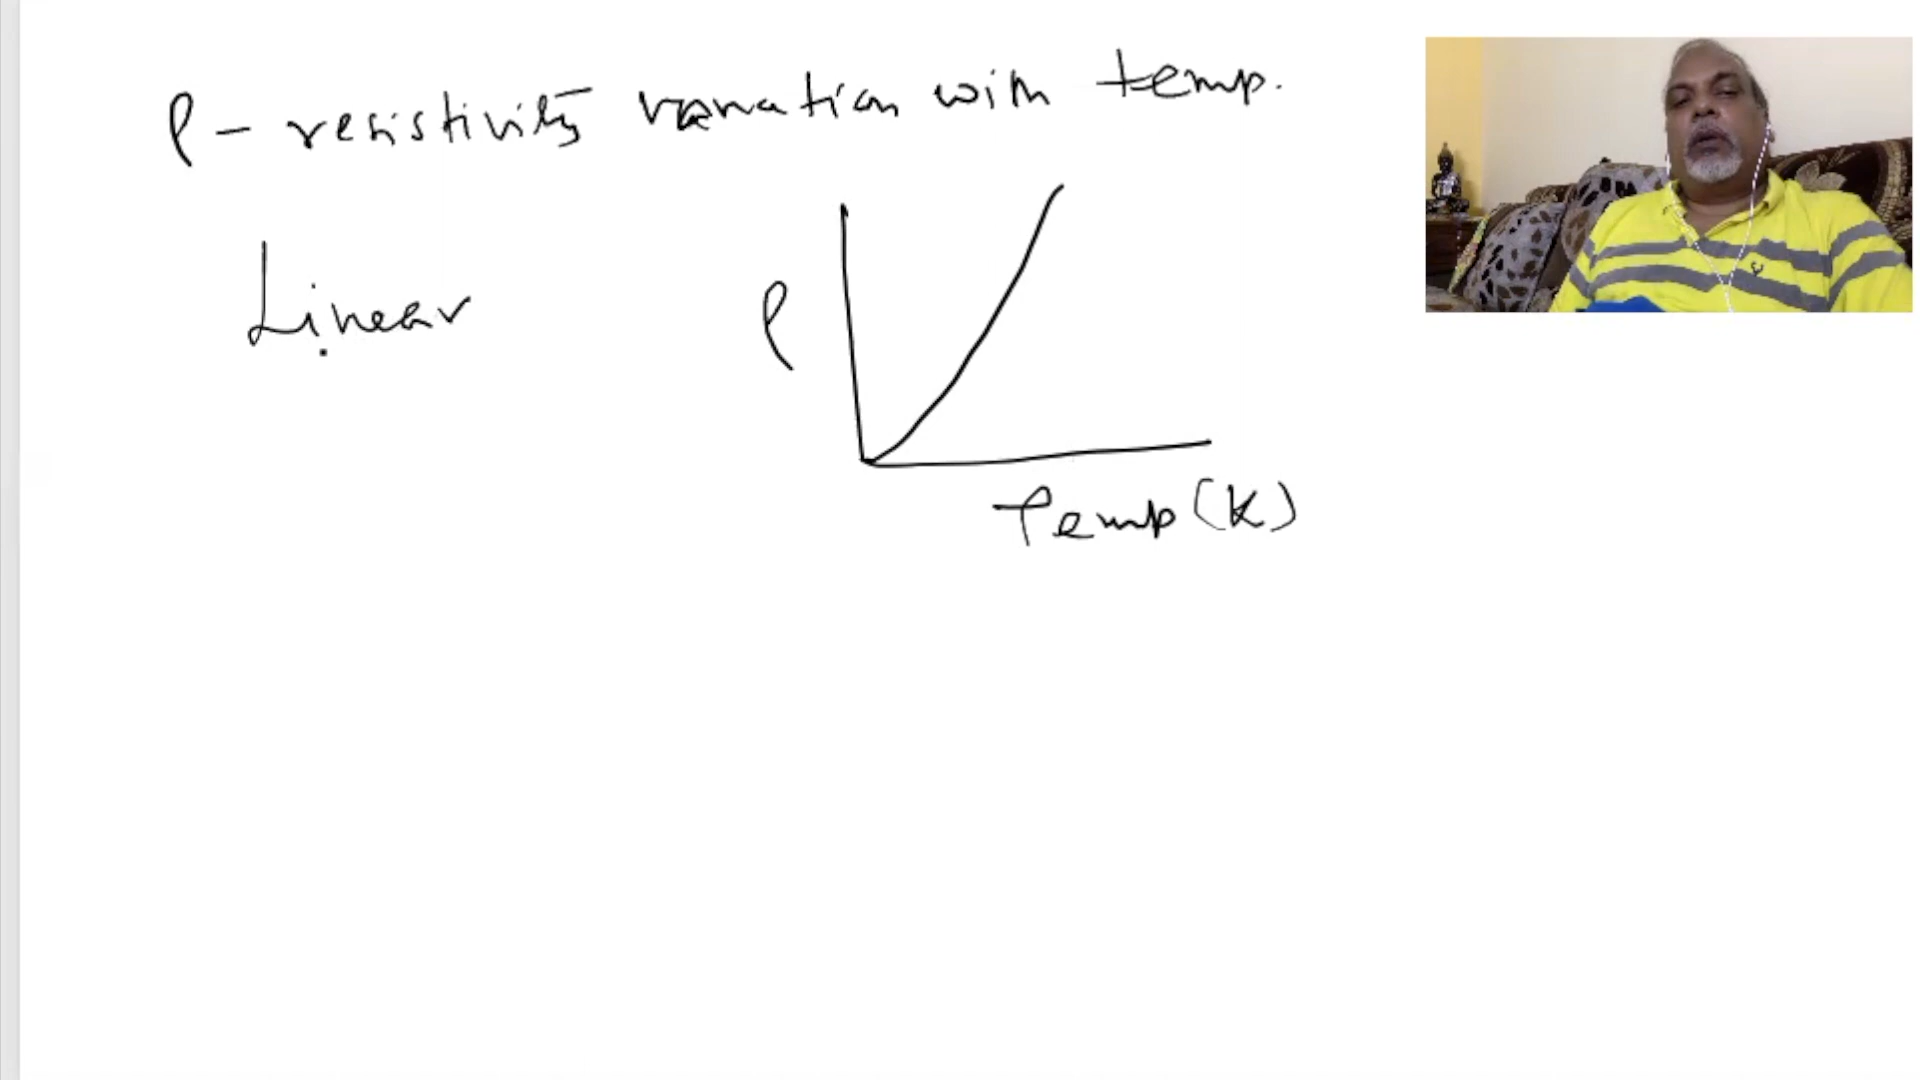 ρ - resistivity variation with temp.
Linear
ρ
Temp (K)